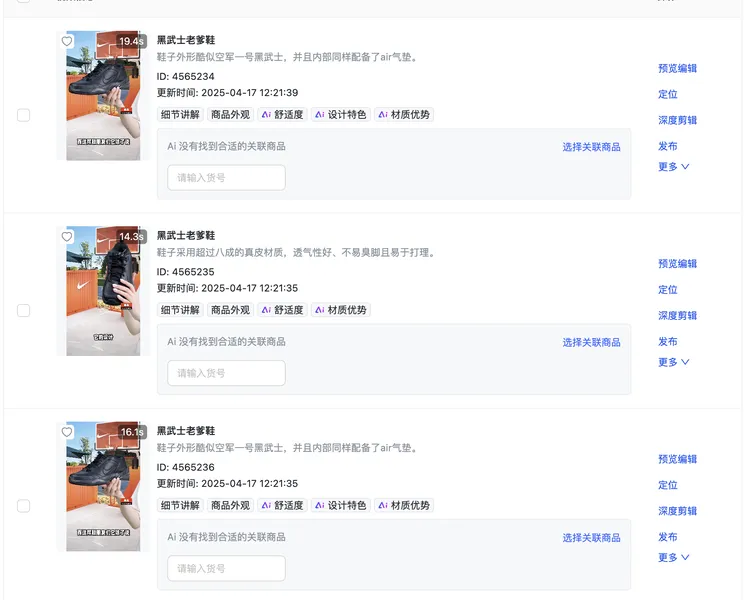 19.4s
黑武士老爹鞋
鞋子外形酷似空军一号黑武士，并且内部同样配备了air气垫。
ID: 4565234
更新时间: 2025-04-17 12:21:39
细节讲解 商品外观 Ai 舒适度 Ai 设计特色 Ai 材质优势
Ai 没有找到合适的关联商品
选择关联商品
请输入货号
预览编辑
定位
深度剪辑
发布
更多
14.3s
黑武士老爹鞋
鞋子采用超过八成的真皮材质，透气性好、不易臭脚且易于打理。
ID: 4565235
更新时间: 2025-04-17 12:21:35
细节讲解 商品外观 Ai 舒适度 Ai 材质优势
Ai 没有找到合适的关联商品
选择关联商品
请输入货号
预览编辑
定位
深度剪辑
发布
更多
16.1s
黑武士老爹鞋
鞋子外形酷似空军一号黑武士，并且内部同样配备了air气垫。
ID: 4565236
更新时间: 2025-04-17 12:21:35
细节讲解 商品外观 Ai 舒适度 Ai 设计特色 Ai 材质优势
Ai 没有找到合适的关联商品
选择关联商品
请输入货号
预览编辑
定位
深度剪辑
发布
更多